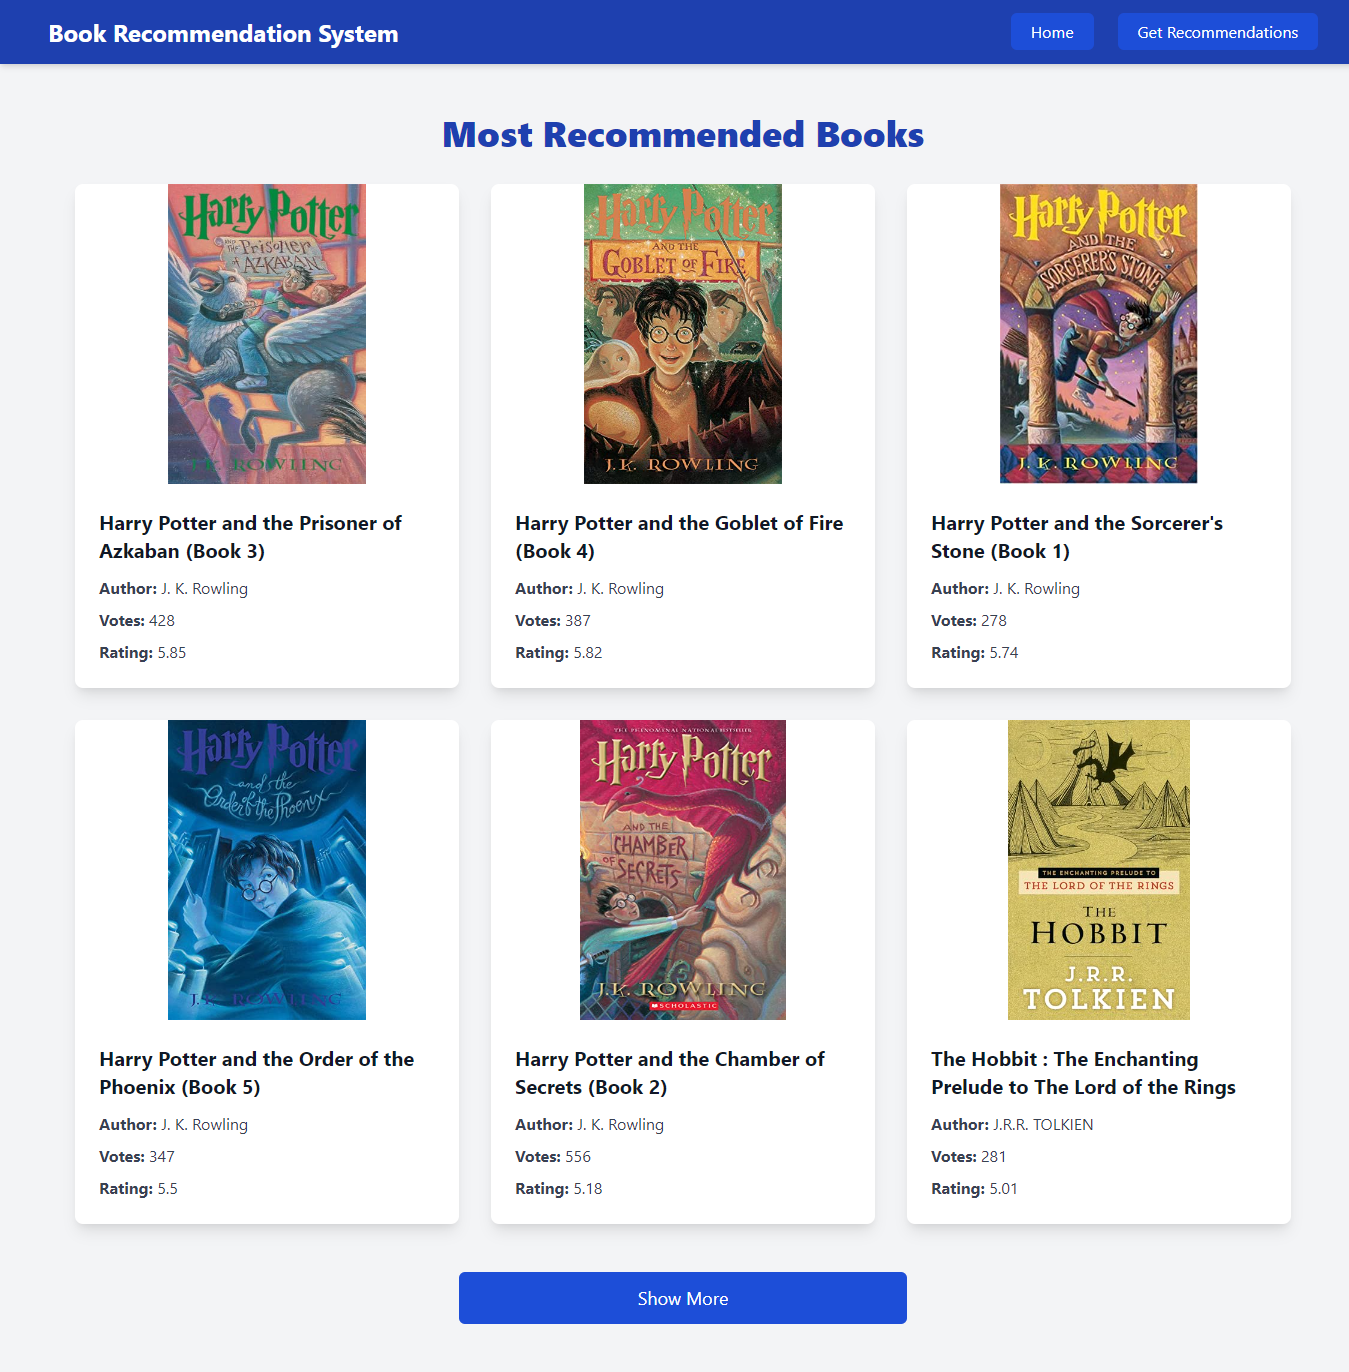 Book Recommendation System
Home
Get Recommendations
Most Recommended Books
Harry Potter
AND THE Prisoner
of AZKABAN
J.K. ROWLING
Harry Potter and the Prisoner of
Azkaban (Book 3)
Author: J. K. Rowling
Votes: 428
Rating: 5.85
Harry Potter
AND THE
GOBLET OF FIRE
J.K. ROWLING
Harry Potter and the Goblet of Fire
(Book 4)
Author: J. K. Rowling
Votes: 387
Rating: 5.82
Harry Potter
AND THE
SORCERER'S STONE
J. K. ROWLING
Harry Potter and the Sorcerer's
Stone (Book 1)
Author: J. K. Rowling
Votes: 278
Rating: 5.74
Harry Potter
and the
Order of the Phoenix
J.K. ROWLING
Harry Potter and the Order of the
Phoenix (Book 5)
Author: J. K. Rowling
Votes: 347
Rating: 5.5
THE PHENOMENAL NATIONAL BESTSELLER
Harry Potter
AND THE
CHAMBER
OF SECRETS
J.K. ROWLING
SCHOLASTIC
Harry Potter and the Chamber of
Secrets (Book 2)
Author: J. K. Rowling
Votes: 556
Rating: 5.18
THE ENCHANTING PRELUDE TO
THE LORD OF THE RINGS
THE
HOBBIT
J.R.R.
TOLKIEN
The Hobbit : The Enchanting
Prelude to The Lord of the Rings
Author: J.R.R. TOLKIEN
Votes: 281
Rating: 5.01
Show More